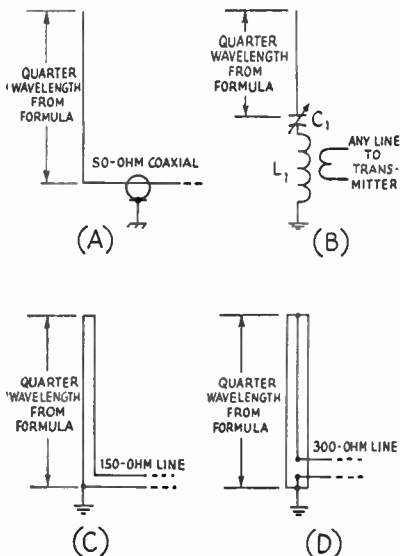 QUARTER
WAVELENGTH
FROM
FORMULA
50-OHM COAXIAL
(A)
QUARTER
WAVELENGTH
FROM
FORMULA
C1
L1
ANY LINE
TO
TRANS-
MITTER
(B)
QUARTER
WAVELENGTH
FROM
FORMULA
150-OHM LINE
(C)
QUARTER
WAVELENGTH
FROM
FORMULA
300-OHM LINE
(D)